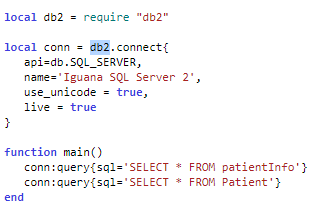 local db2 = require "db2"
local conn = db2.connect{
api=db.SQL_SERVER,
name='Iguana SQL Server 2',
use_unicode = true,
live = true
}
function main()
conn:query{sql='SELECT * FROM patientInfo'}
conn:query{sql='SELECT * FROM Patient'}
end